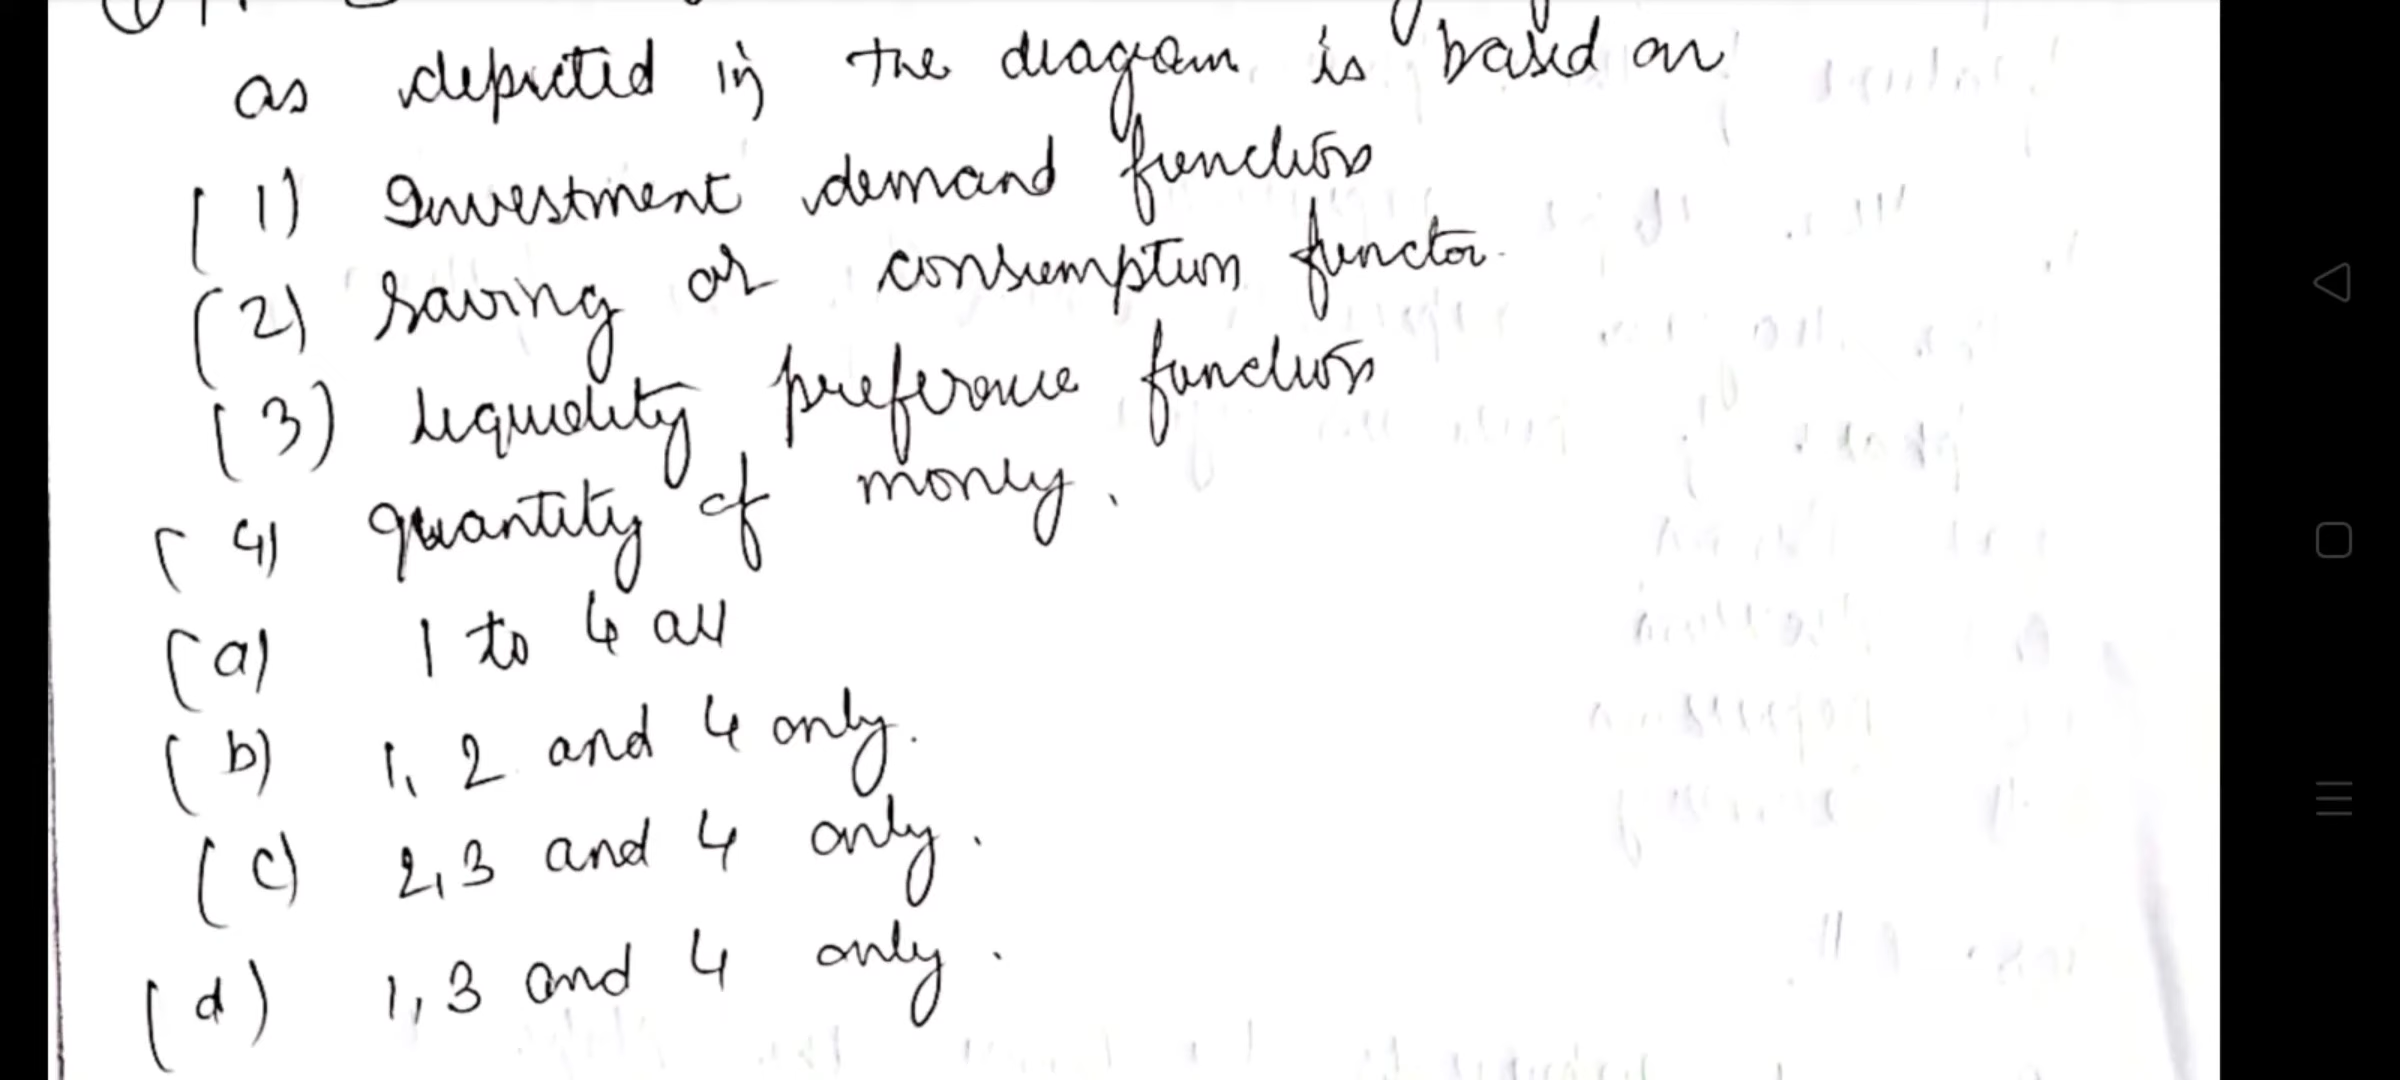 as depicted in the diagram is based on
(1) Investment demand function
(2) Saving or consumption functor.
(3) Liquidity preference function
(4) quantity of money.
(a) 1 to 4 all
(b) 1, 2 and 4 only.
(c) 2,3 and 4 only.
(d) 1,3 and 4 only.